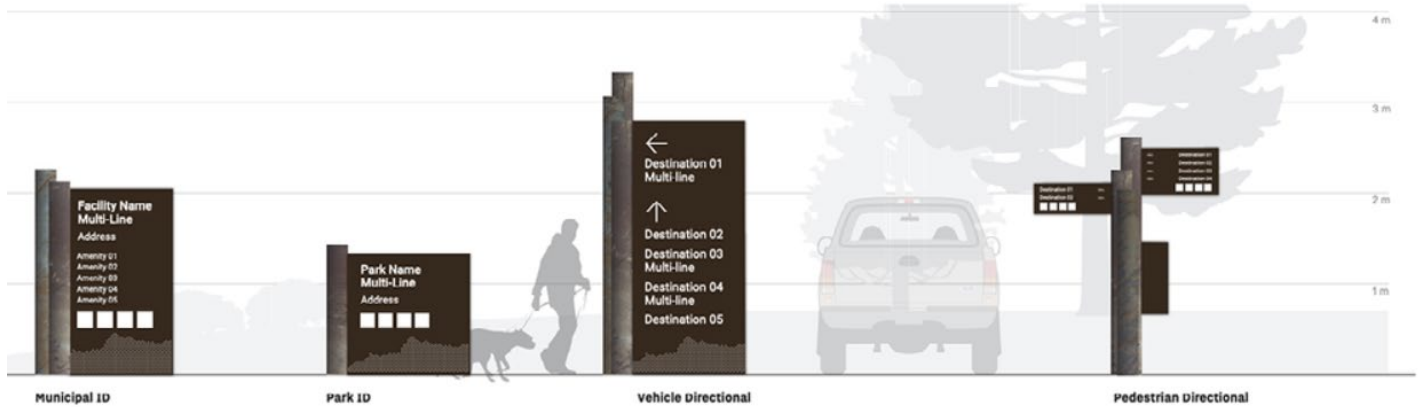 4 m
3 m
2 m
1 m
Facility Name
Multi-Line
Address
Amenity 01
Amenity 02
Amenity 03
Amenity 04
Amenity 05
Park Name
Multi-Line
Address
Destination 01
Multi-line
Destination 02
Destination 03
Multi-line
Destination 04
Multi-line
Destination 05
Destination 01
Destination 02
Destination 01
Destination 02
Destination 03
Destination 04
Municipal ID
Park ID
Vehicle Directional
Pedestrian Directional